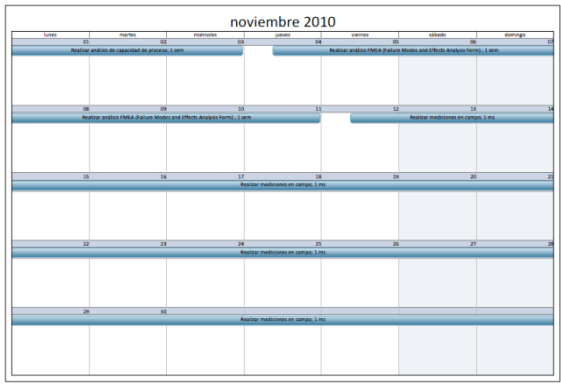 noviembre 2010
lunes martes miércoles jueves viernes sábado domingo
01 02 03 04 05 06 07
Realizar análisis de capacidad de proceso; 1 sem Realizar análisis FMEA (Failure Modes and Effects Analysis Form) ; 1 sem
08 09 10 11 12 13 14
Realizar análisis FMEA (Failure Modes and Effects Analysis Form) ; 1 sem Realizar mediciones en campo; 1 ms
15 16 17 18 19 20 21
Realizar mediciones en campo; 1 ms
22 23 24 25 26 27 28
Realizar mediciones en campo; 1 ms
29 30
Realizar mediciones en campo; 1 ms